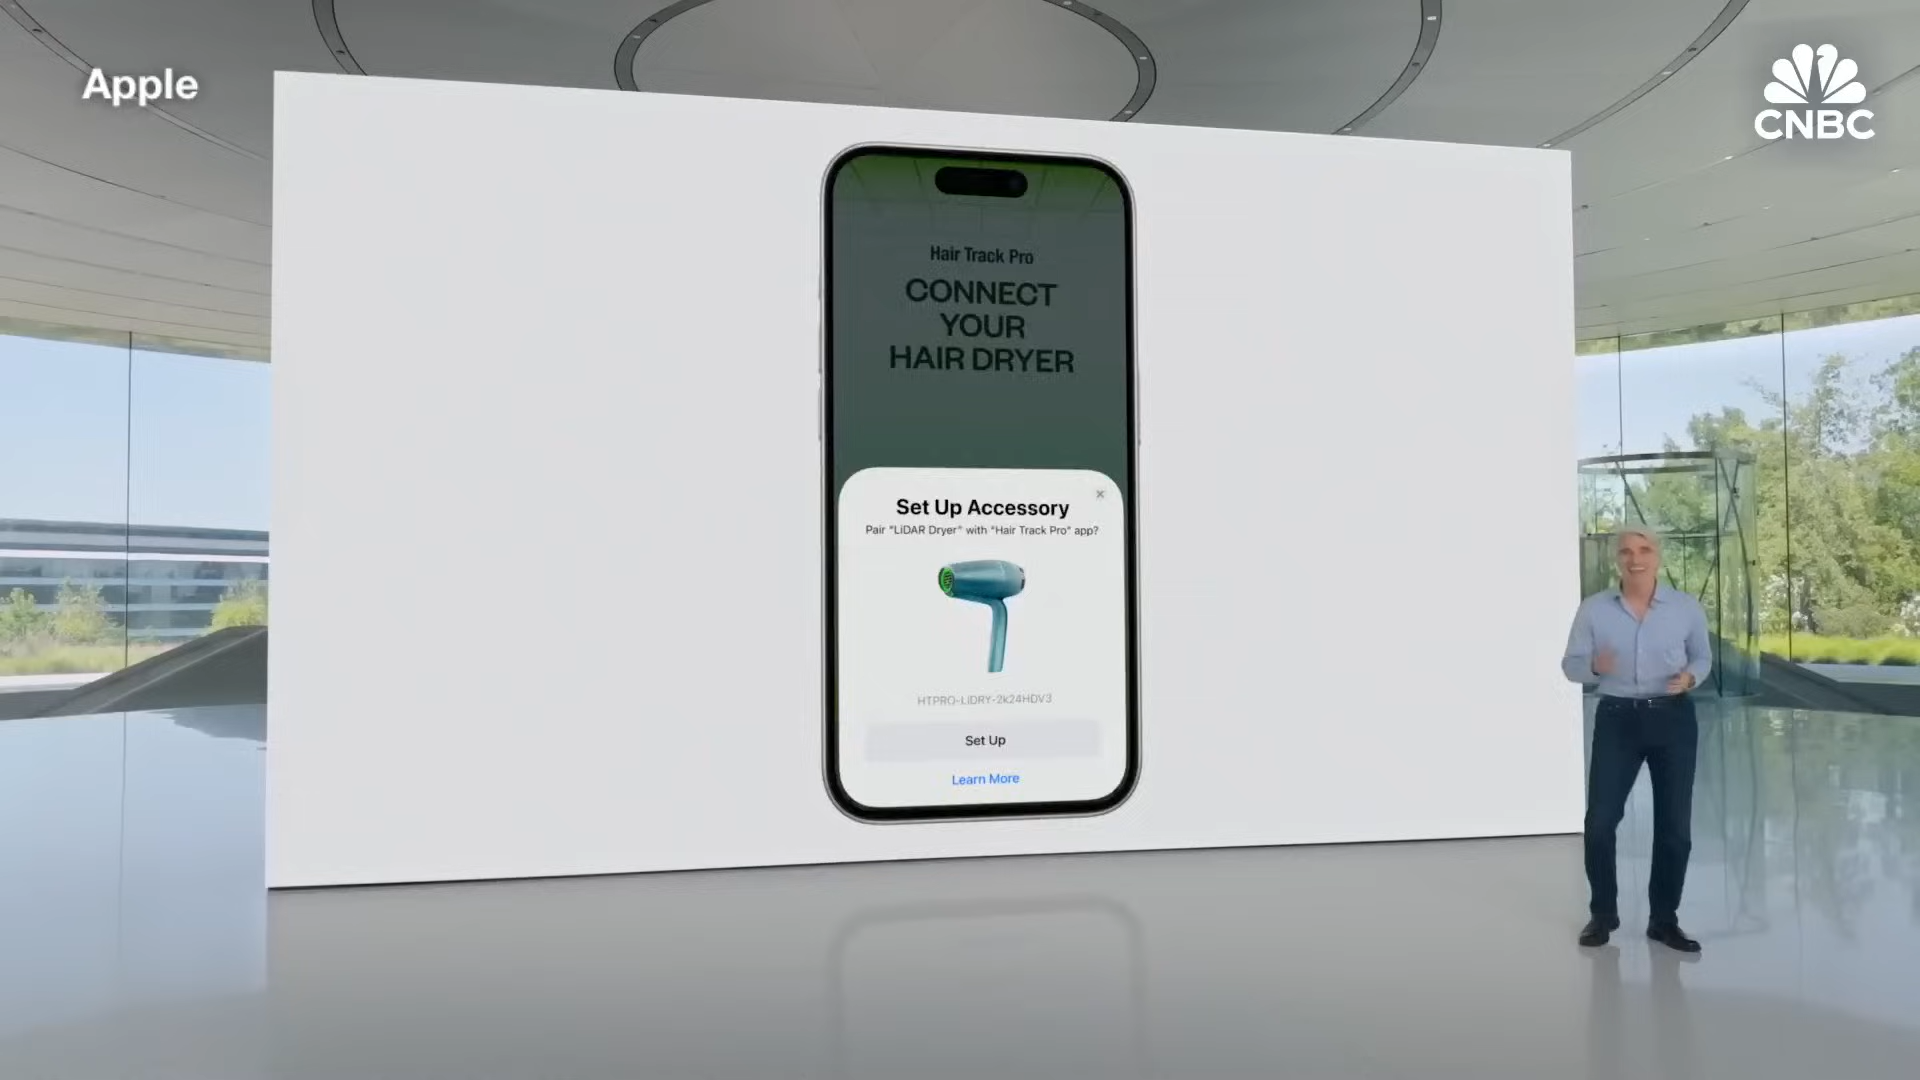 Apple
CNBC
Hair Track Pro
CONNECT
YOUR
HAIR DRYER
Set Up Accessory
Pair "LiDAR Dryer" with "Hair Track Pro" app?
HTPRO-LiDRY-2k24HDV3
Set Up
Learn More